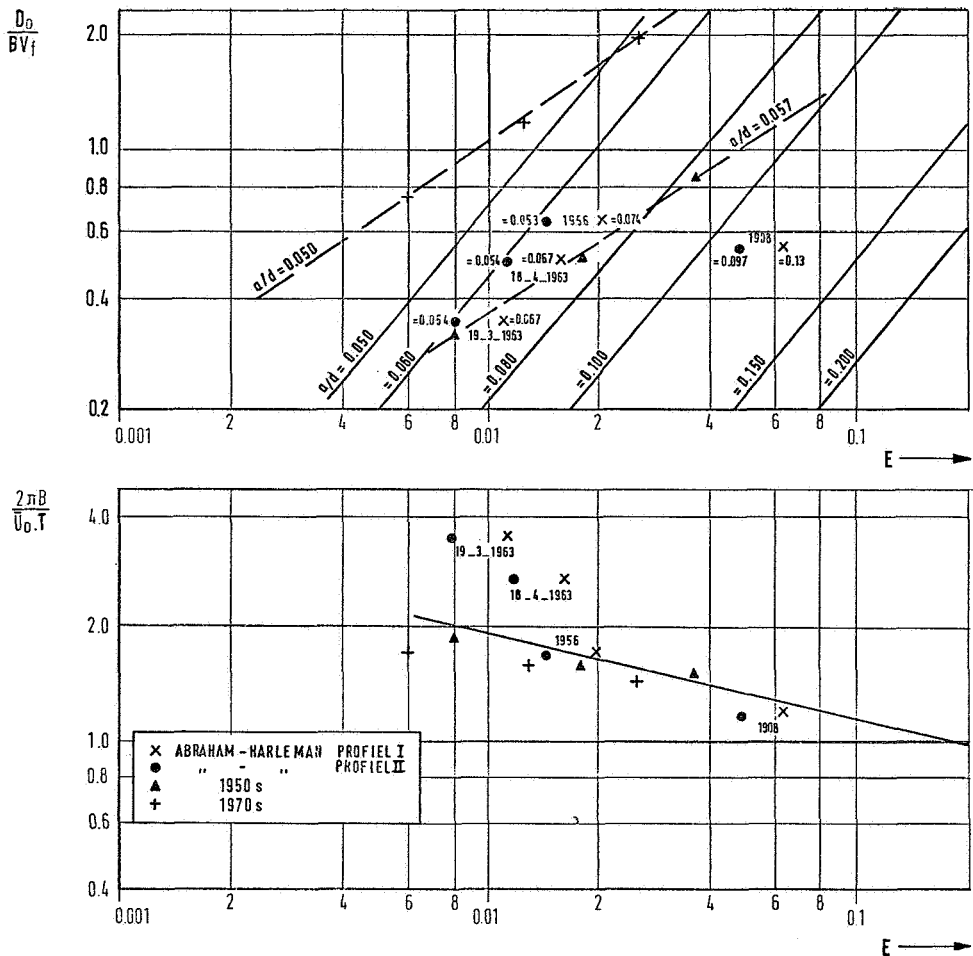 D₀
BVf
2.0
1.0
0.8
0.6
0.4
0.2
a/d = 0.050
a/d = 0.057
= 0.053 1956 = 0.074
= 0.054 = 0.067
18_4_1963
= 0.054 = 0.067
19_3_1963
1908
= 0.097 = 0.13
a/d = 0.050
= 0.060
= 0.080
= 0.100
= 0.150
= 0.200
0.001 2 4 6 8 0.01 2 4 6 8 0.1
E
2πB
Ū₀.T
4.0
2.0
1.0
0.8
0.6
0.4
19_3_1963
18_4_1963
1956
1908
× ABRAHAM - HARLEMAN PROFIEL I
● " - " PROFIEL II
▲ 1950 s
+ 1970 s
0.001 2 4 6 8 0.01 2 4 6 8 0.1
E